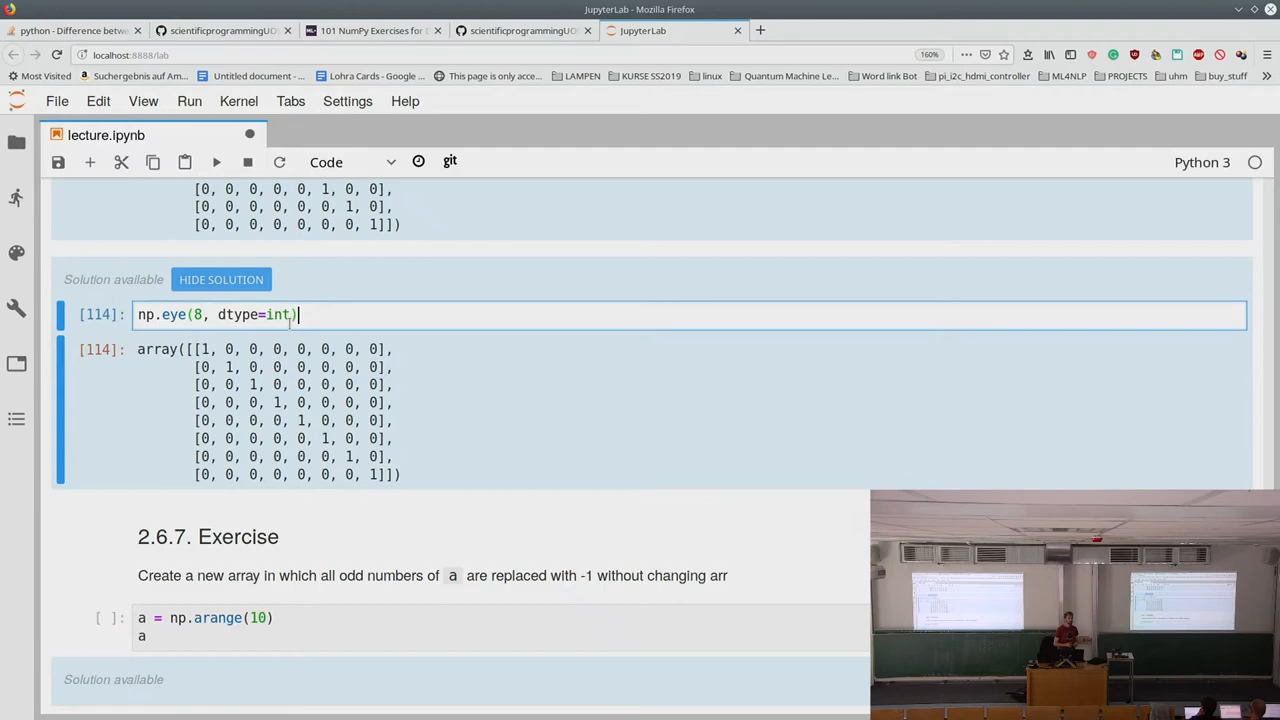 JupyterLab - Mozilla Firefox
python - Difference betwe
scientificprogrammingUOS
101 NumPy Exercises for D
scientificprogrammingUOS
JupyterLab
localhost:8888/lab
160%
Most Visited
Suchergebnis auf Am...
Untitled document - ...
Lohra Cards - Google ...
This page is only acce...
LAMPEN
KURSE SS2019
linux
Quantum Machine Le...
Word link Bot
pi_i2c_hdmi_controller
ML4NLP
PROJECTS
uhm
buy_stuff
File Edit View Run Kernel Tabs Settings Help
lecture.ipynb
Code
git
Python 3
[0, 0, 0, 0, 0, 1, 0, 0],
[0, 0, 0, 0, 0, 0, 1, 0],
[0, 0, 0, 0, 0, 0, 0, 1]])
Solution available HIDE SOLUTION
[114]: np.eye(8, dtype=int)
[114]: array([[1, 0, 0, 0, 0, 0, 0, 0],
[0, 1, 0, 0, 0, 0, 0, 0],
[0, 0, 1, 0, 0, 0, 0, 0],
[0, 0, 0, 1, 0, 0, 0, 0],
[0, 0, 0, 0, 1, 0, 0, 0],
[0, 0, 0, 0, 0, 1, 0, 0],
[0, 0, 0, 0, 0, 0, 1, 0],
[0, 0, 0, 0, 0, 0, 0, 1]])
2.6.7. Exercise
Create a new array in which all odd numbers of a are replaced with -1 without changing arr
[ ]: a = np.arange(10)
a
Solution available